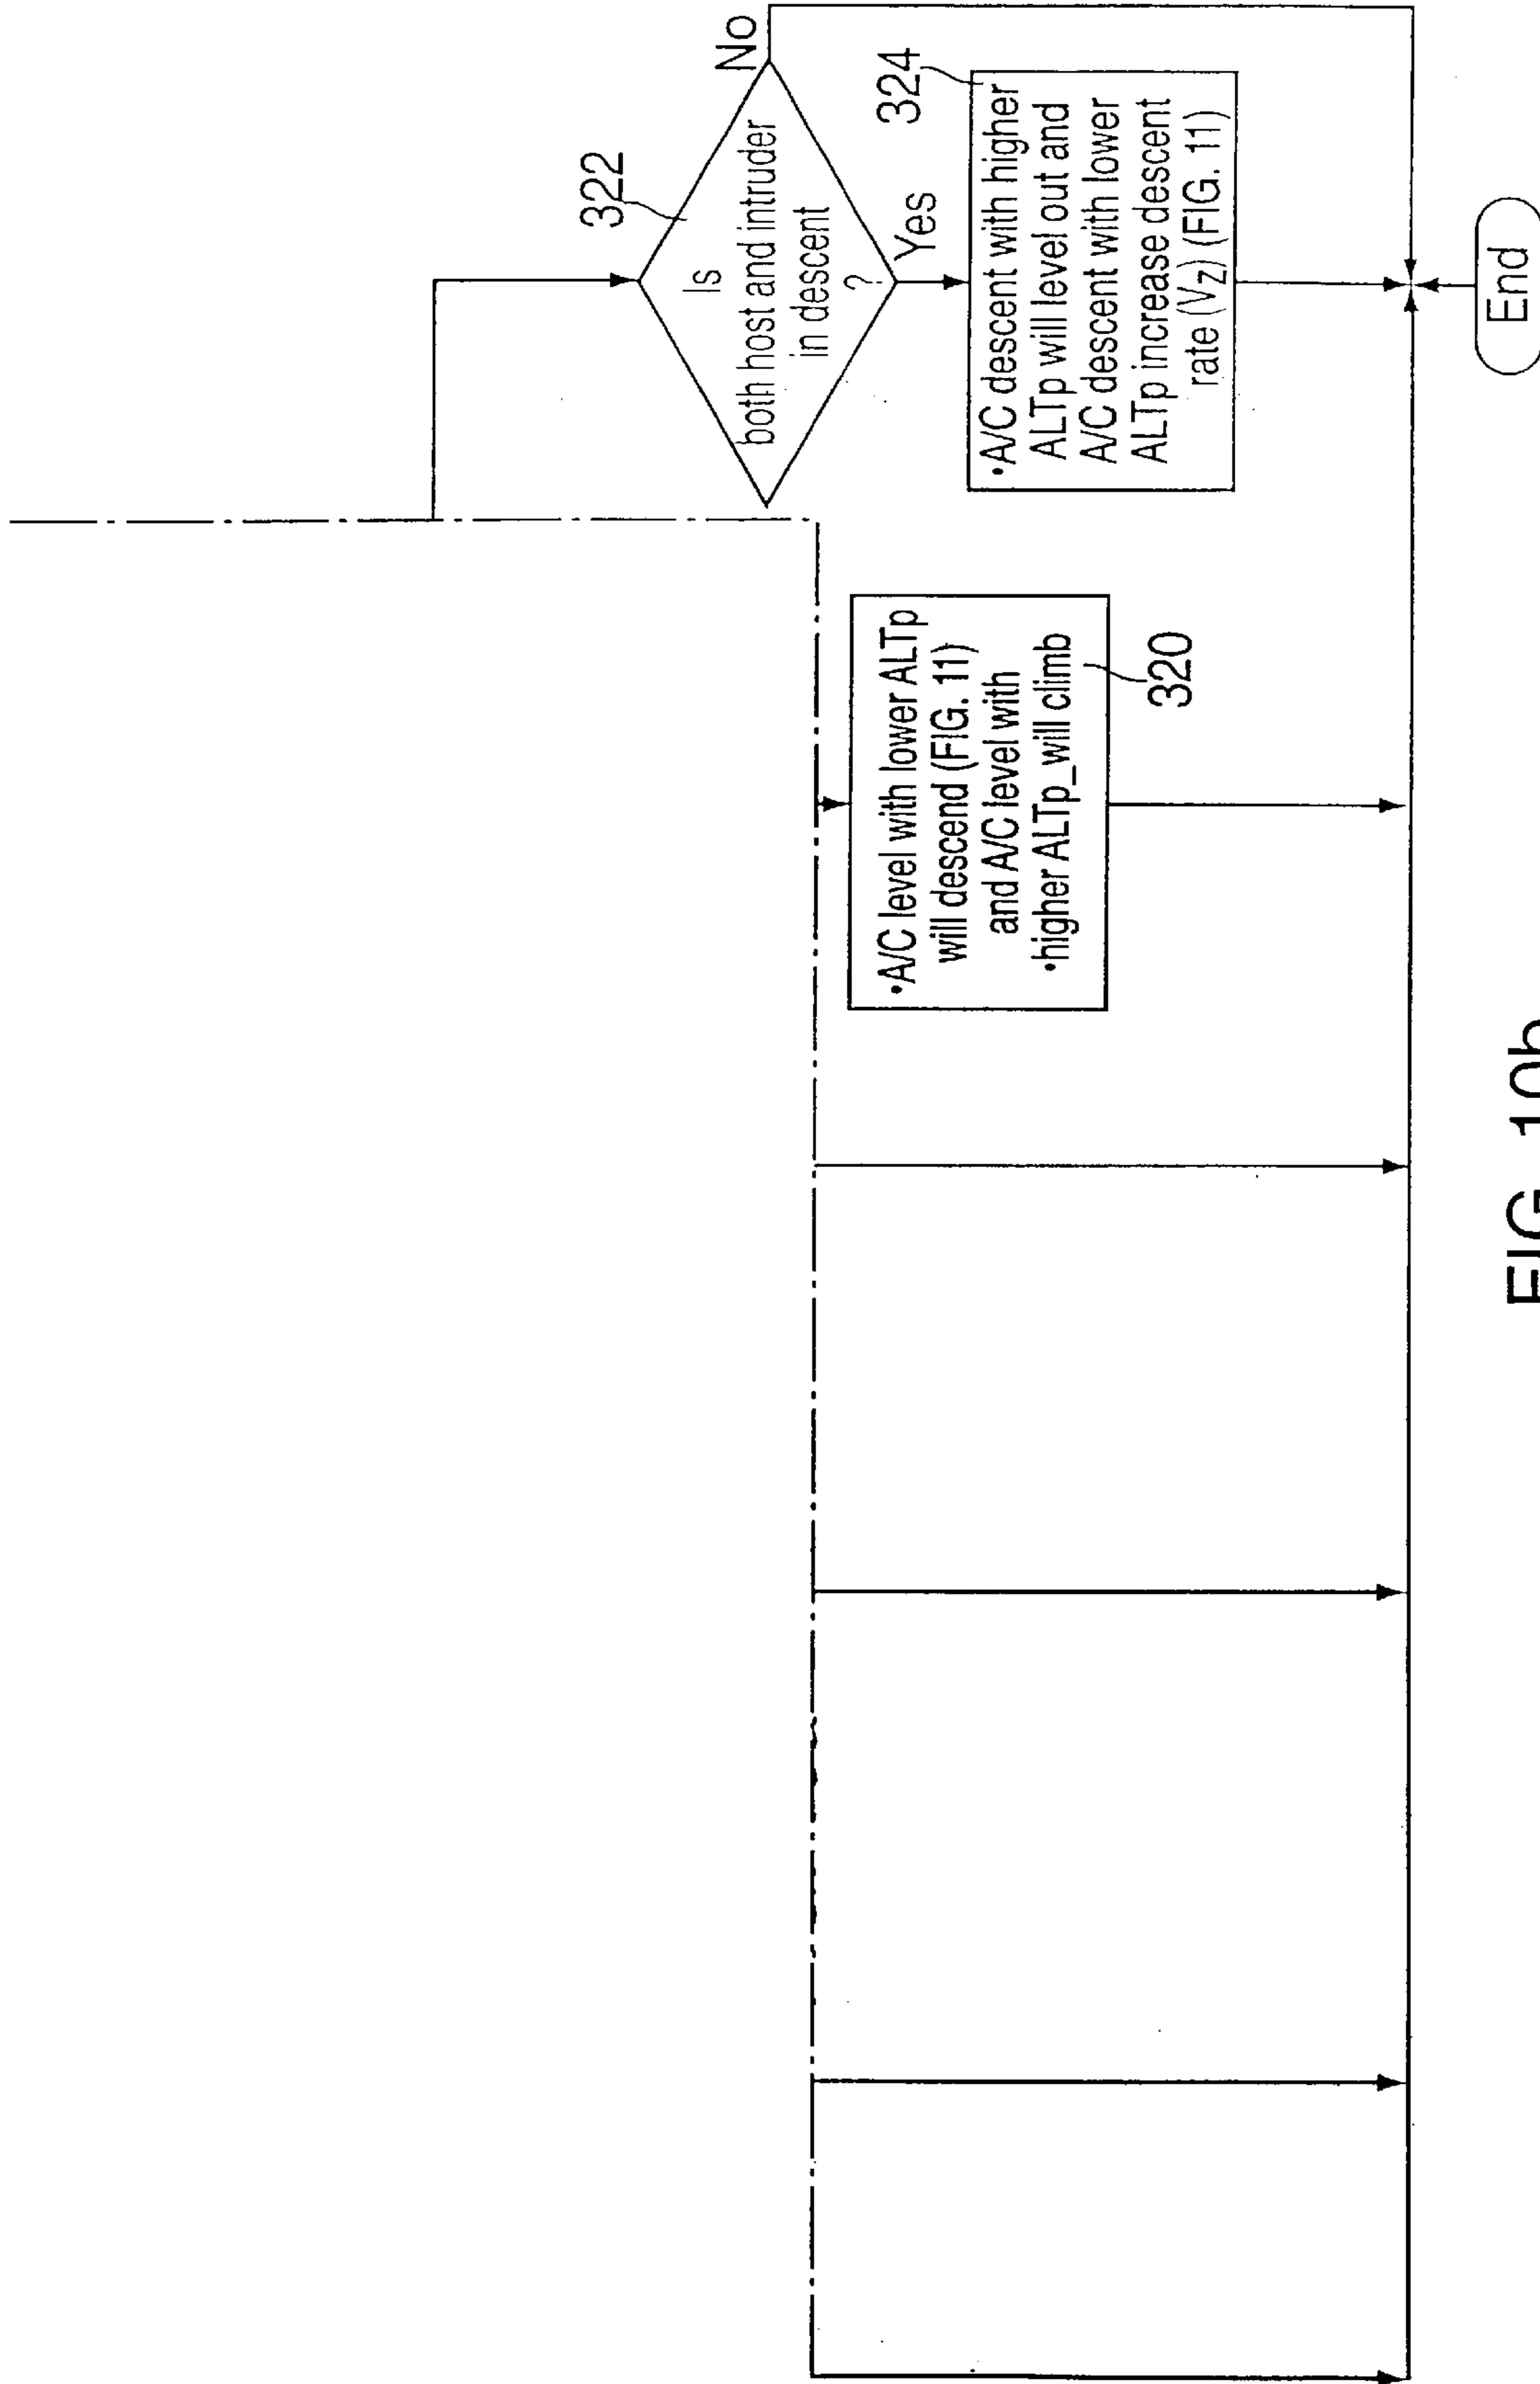 No
322
Is
both host and intruder
in descent
?
Yes
324
•A/C descent with higher
ALTp will level out and
A/C descent with lower
ALTp increase descent
rate (VZ) (FIG. 11)
•A/C level with lower ALTp
will descend (FIG. 11)
and A/C level with
•higher ALTp_will climb
320
End
FIG. 10b